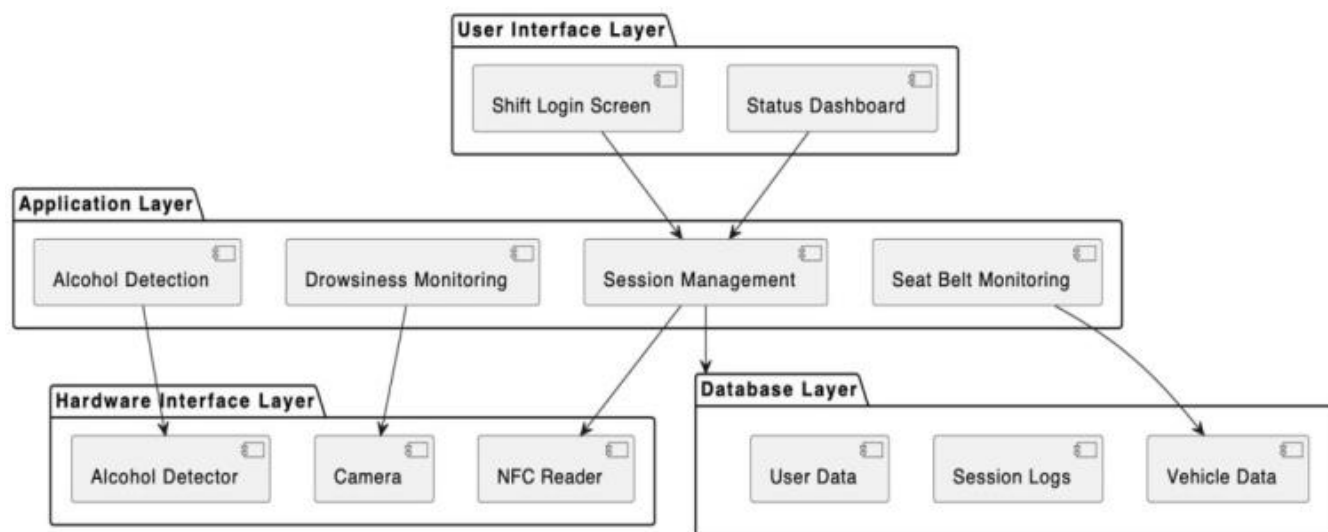 User Interface Layer
Shift Login Screen
Status Dashboard
Application Layer
Alcohol Detection
Drowsiness Monitoring
Session Management
Seat Belt Monitoring
Hardware Interface Layer
Alcohol Detector
Camera
NFC Reader
Database Layer
User Data
Session Logs
Vehicle Data